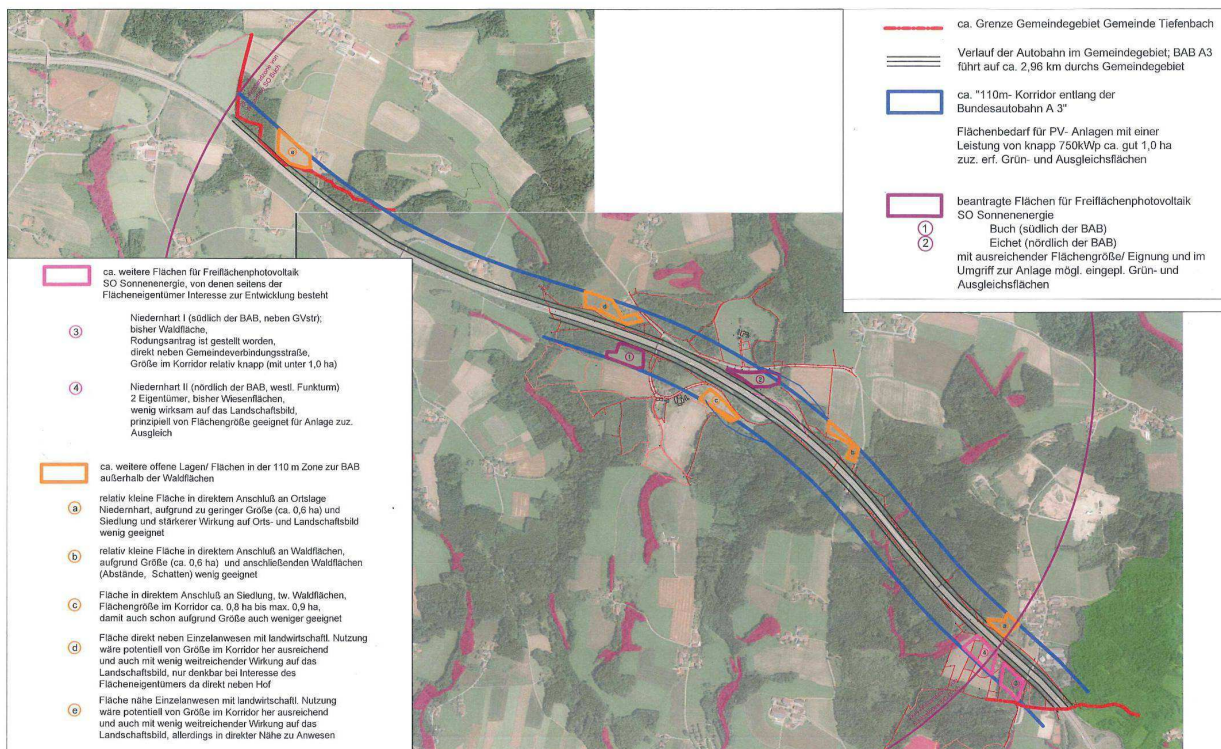 ca. Grenze Gemeindegebiet Gemeinde Tiefenbach
Verlauf der Autobahn im Gemeindegebiet; BAB A3
führt auf ca. 2,96 km durchs Gemeindegebiet
ca. "110m- Korridor entlang der
Bundesautobahn A 3"
Flächenbedarf für PV- Anlagen mit einer
Leistung von knapp 750kWp ca. gut 1,0 ha
zuz. erf. Grün- und Ausgleichsflächen
beantragte Flächen für Freiflächenphotovoltaik
SO Sonnenenergie
1 Buch (südlich der BAB)
2 Eichet (nördlich der BAB)
mit ausreichender Flächengröße/ Eignung und im
Umgriff zur Anlage mögl. eingepl. Grün- und
Ausgleichsflächen
ca. weitere Flächen für Freiflächenphotovoltaik
SO Sonnenenergie, von denen seitens der
Flächeneigentümer Interesse zur Entwicklung besteht
3 Niedernhart I (südlich der BAB, neben GVstr);
bisher Waldfläche,
Rodungsantrag ist gestellt worden,
direkt neben Gemeindeverbindungsstraße,
Größe im Korridor relativ knapp (mit unter 1,0 ha)
4 Niedernhart II (nördlich der BAB, westl. Funkturm)
2 Eigentümer, bisher Wiesenflächen,
wenig wirksam auf das Landschaftsbild,
prinzipiell von Flächengröße geeignet für Anlage zuz.
Ausgleich
ca. weitere offene Lagen/ Flächen in der 110 m Zone zur BAB
außerhalb der Waldflächen
a relativ kleine Fläche in direktem Anschluß an Ortslage
Niedernhart, aufgrund zu geringer Größe (ca. 0,6 ha) und
Siedlung und stärkerer Wirkung auf Orts- und Landschaftsbild
wenig geeignet
b relativ kleine Fläche in direktem Anschluß an Waldflächen,
aufgrund Größe (ca. 0,6 ha) und anschließenden Waldflächen
(Abstände, Schatten) wenig geeignet
c Fläche in direktem Anschluß an Siedlung, tw. Waldflächen,
Flächengröße im Korridor ca. 0,8 ha bis max. 0,9 ha,
damit auch schon aufgrund Größe auch weniger geeignet
d Fläche direkt neben Einzelanwesen mit landwirtschaftl. Nutzung
wäre potentiell von Größe im Korridor her ausreichend
und auch mit wenig weitreichender Wirkung auf das
Landschaftsbild, nur denkbar bei Interesse des
Flächeneigentümers da direkt neben Hof
e Fläche nähe Einzelanwesen mit landwirtschaftl. Nutzung
wäre potentiell von Größe im Korridor her ausreichend
und auch mit wenig weitreichender Wirkung auf das
Landschaftsbild, allerdings in direkter Nähe zu Anwesen
e
d
1
2
c
b
a
4
3